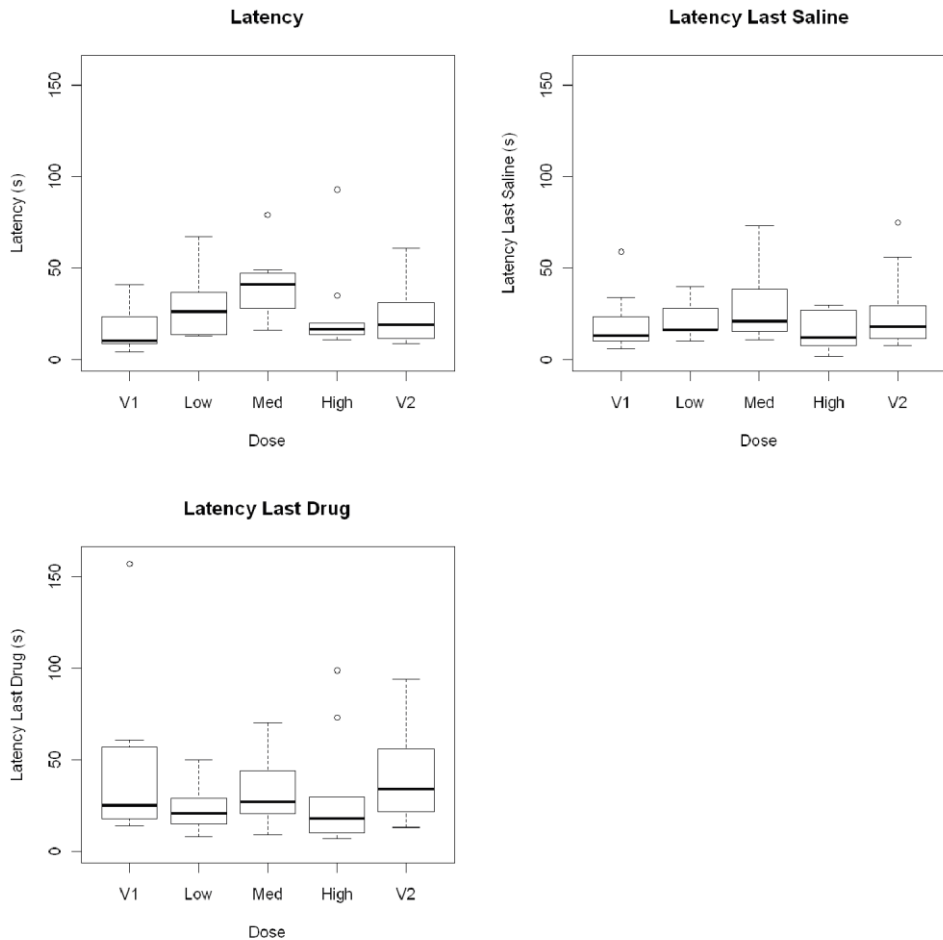 Latency
Latency (s)
150
100
50
0
V1 Low Med High V2
Dose
Latency Last Saline
Latency Last Saline (s)
150
100
50
0
V1 Low Med High V2
Dose
Latency Last Drug
Latency Last Drug (s)
150
100
50
0
V1 Low Med High V2
Dose